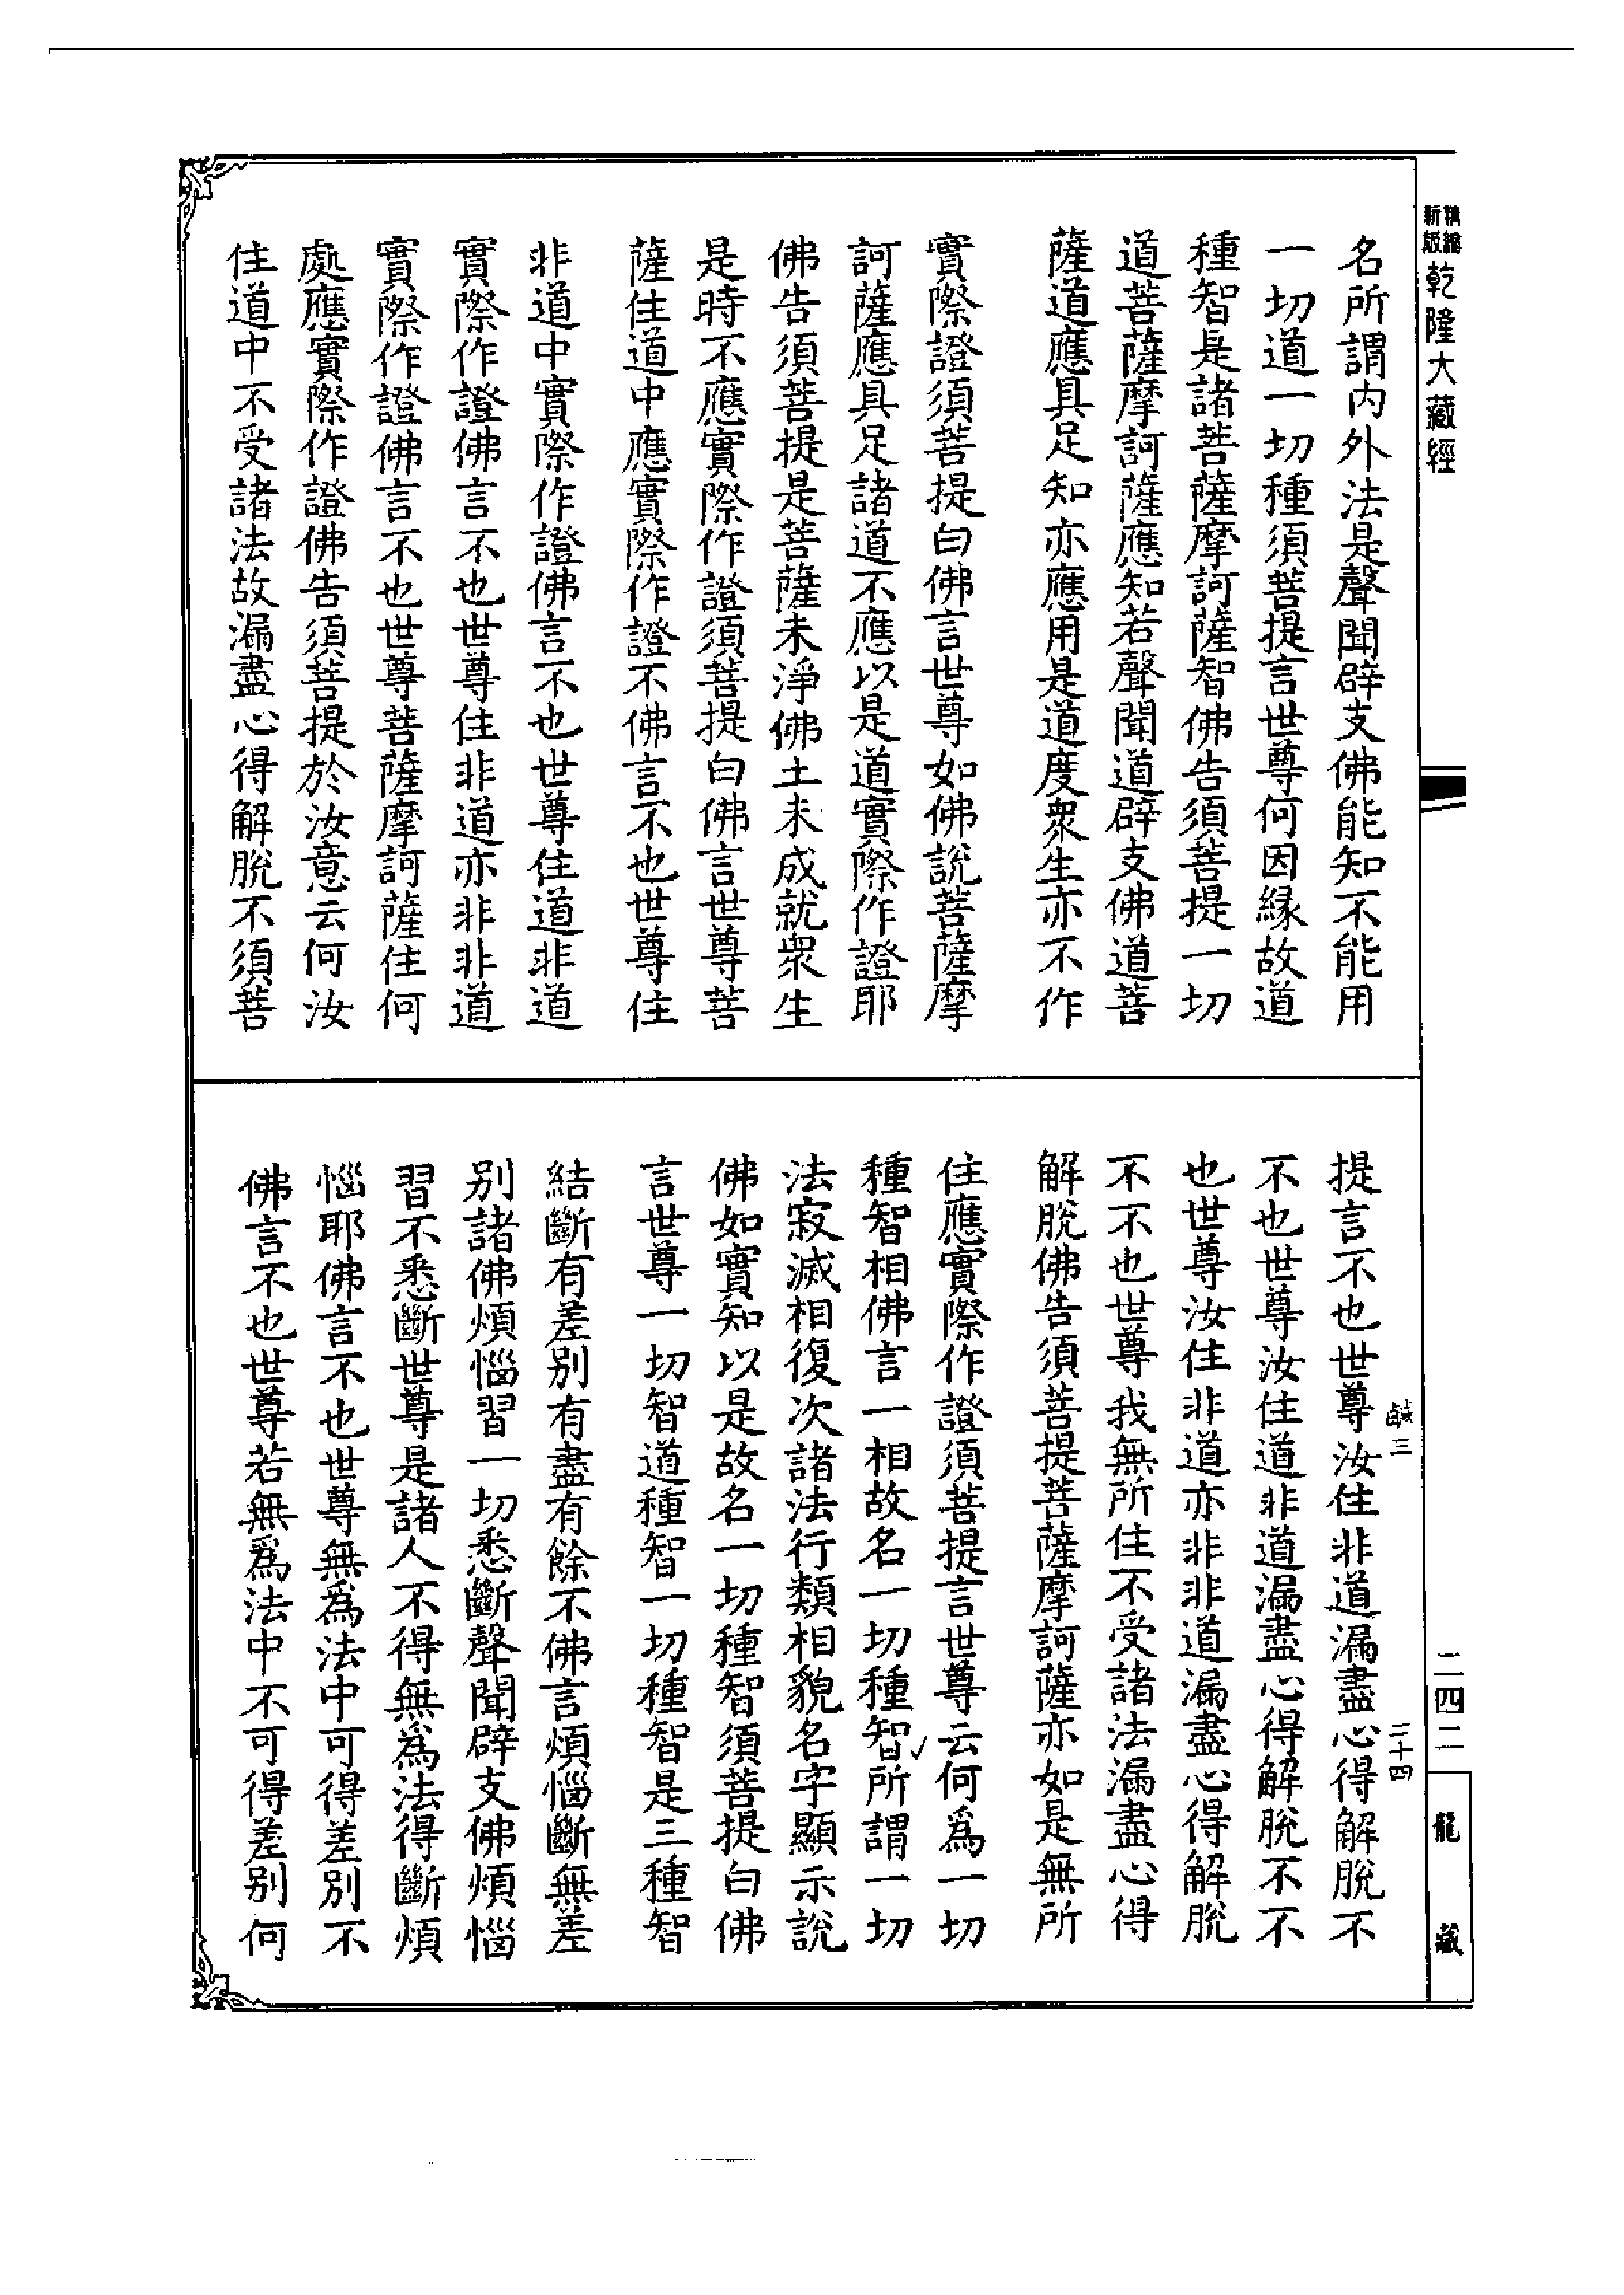 精編新版乾隆大藏經
名所謂内外法是聲聞辟支佛能知不能用
一切道一切種須菩提言世尊何因緣故道
種智是諸菩薩摩訶薩智佛告須菩提一切
道菩薩摩訶薩應知若聲聞道辟支佛道菩
薩道應具足知亦應用是道度衆生亦不作
實際證須菩提白佛言世尊如佛說菩薩摩
訶薩應具足諸道不應以是道實際作證耶
佛告須菩提是菩薩未淨佛土未成就衆生
是時不應實際作證須菩提白佛言世尊菩
薩住道中應實際作證不佛言不也世尊住
非道中實際作證佛言不也世尊住道非道
實際作證佛言不也世尊住非道亦非非道
實際作證佛言不也世尊菩薩摩訶薩住何
處應實際作證佛告須菩提於汝意云何汝
住道中不受諸法故漏盡心得解脫不須菩
提言不也世尊汝住非道漏盡心得解脫不
不也世尊汝住道非道漏盡心得解脫不不
也世尊汝住非道亦非非道漏盡心得解脫
不不也世尊我無所住不受諸法漏盡心得
解脫佛告須菩提菩薩摩訶薩亦如是無所
住應實際作證須菩提言世尊云何爲一切
種智相佛言一相故名一切種智所謂一切
法寂滅相復次諸法行類相貌名字顯示說
佛如實知以是故名一切種智須菩提白佛
言世尊一切智道種智一切種智是三種智
結斷有差别有盡有餘不佛言煩惱斷無差
别諸佛煩惱習一切悉斷聲聞辟支佛煩惱
習不悉斷世尊是諸人不得無爲法得斷煩
惱耶佛言不也世尊無爲法中可得差別不
佛言不也世尊若無爲法中不可得差别何
鹹三
二十四
二四二
龍藏